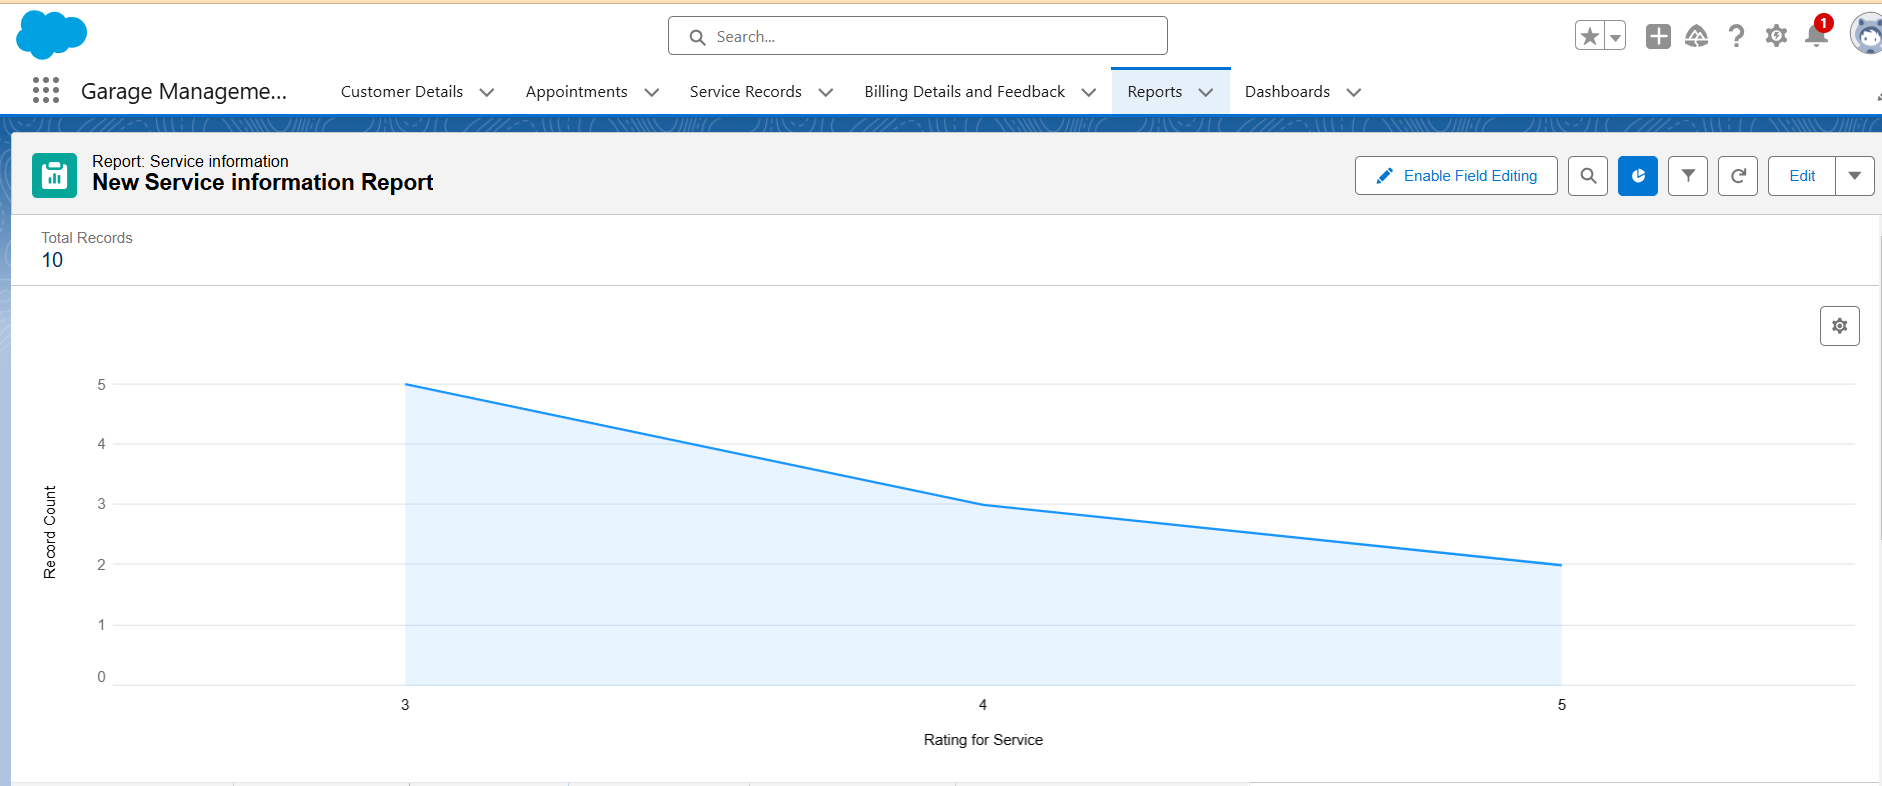 Search...
1
Garage Manageme...
Customer Details
Appointments
Service Records
Billing Details and Feedback
Reports
Dashboards
Report: Service information
New Service information Report
Enable Field Editing
Edit
Total Records
10
5
4
3
2
1
0
Record Count
3
4
5
Rating for Service